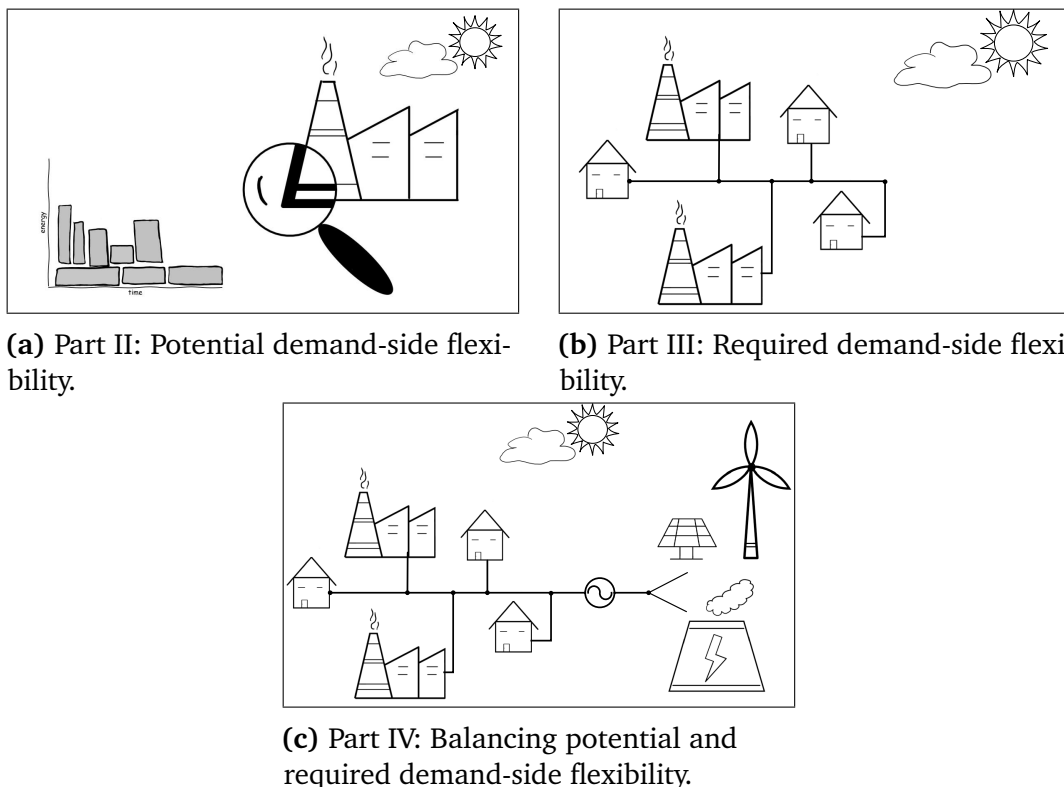 energy
time
(a) Part II: Potential demand-side flexi-
bility.
(b) Part III: Required demand-side flexi
bility.
(c) Part IV: Balancing potential and
required demand-side flexibility.